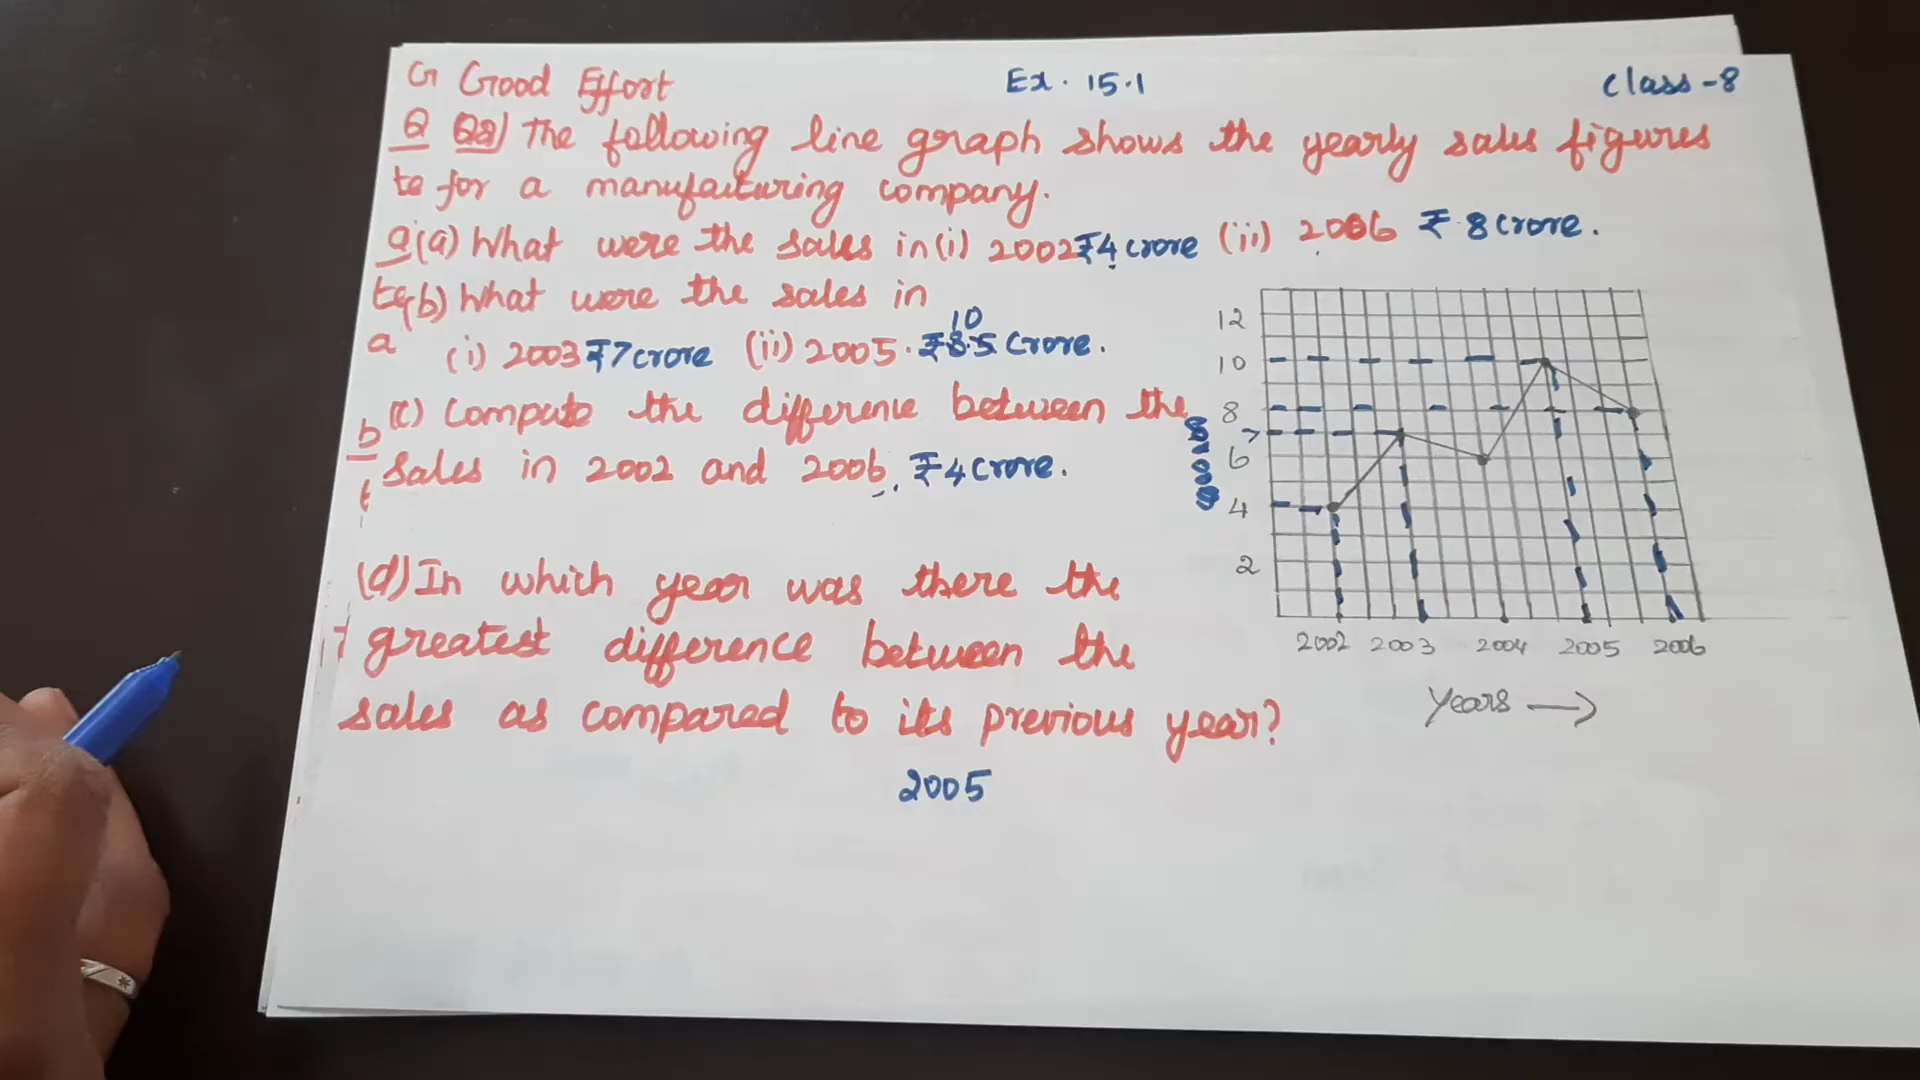 G Good Effort Ex. 15.1 Class-8
Q Q3) The following line graph shows the yearly sales figures
te for a manufacturing company.
a (a) What were the sales in (i) 2002 ₹4 crore (ii) 2006 ₹ 8 crore.
(b) What were the sales in
a (i) 2003 ₹7 crore (ii) 2005. ₹ 8.5 10 crore.
(c) Compute the difference between the
b
sales in 2002 and 2006. ₹4 crore.
t
(d) In which year was there the
greatest difference between the
sales as compared to its previous year?
2005
12
10
8
7
6
4
2
2002 2003 2004 2005 2006
Years →